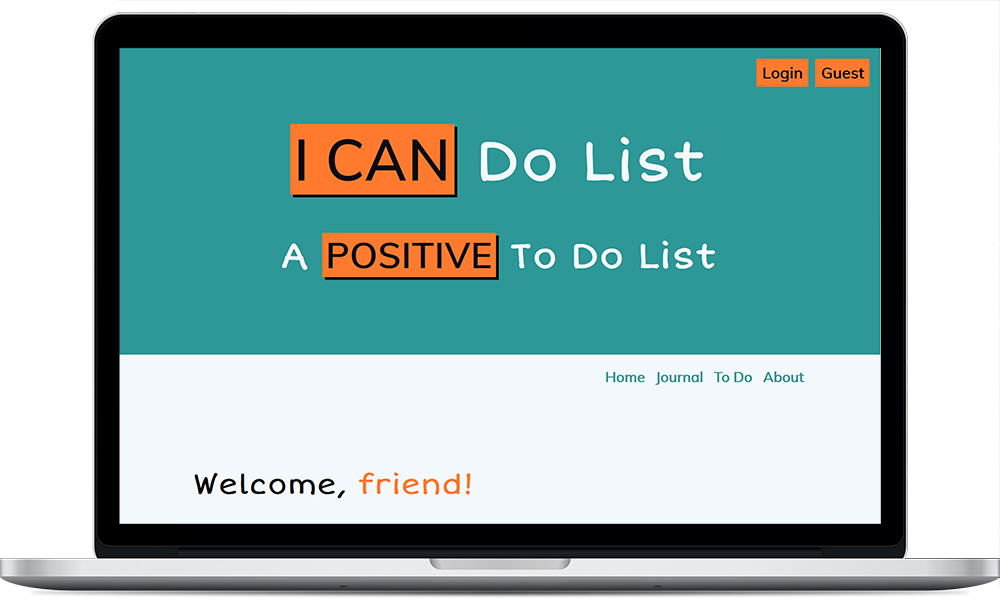 Login Guest
I CAN Do List
A POSITIVE To Do List
Home Journal To Do About
Welcome, friend!